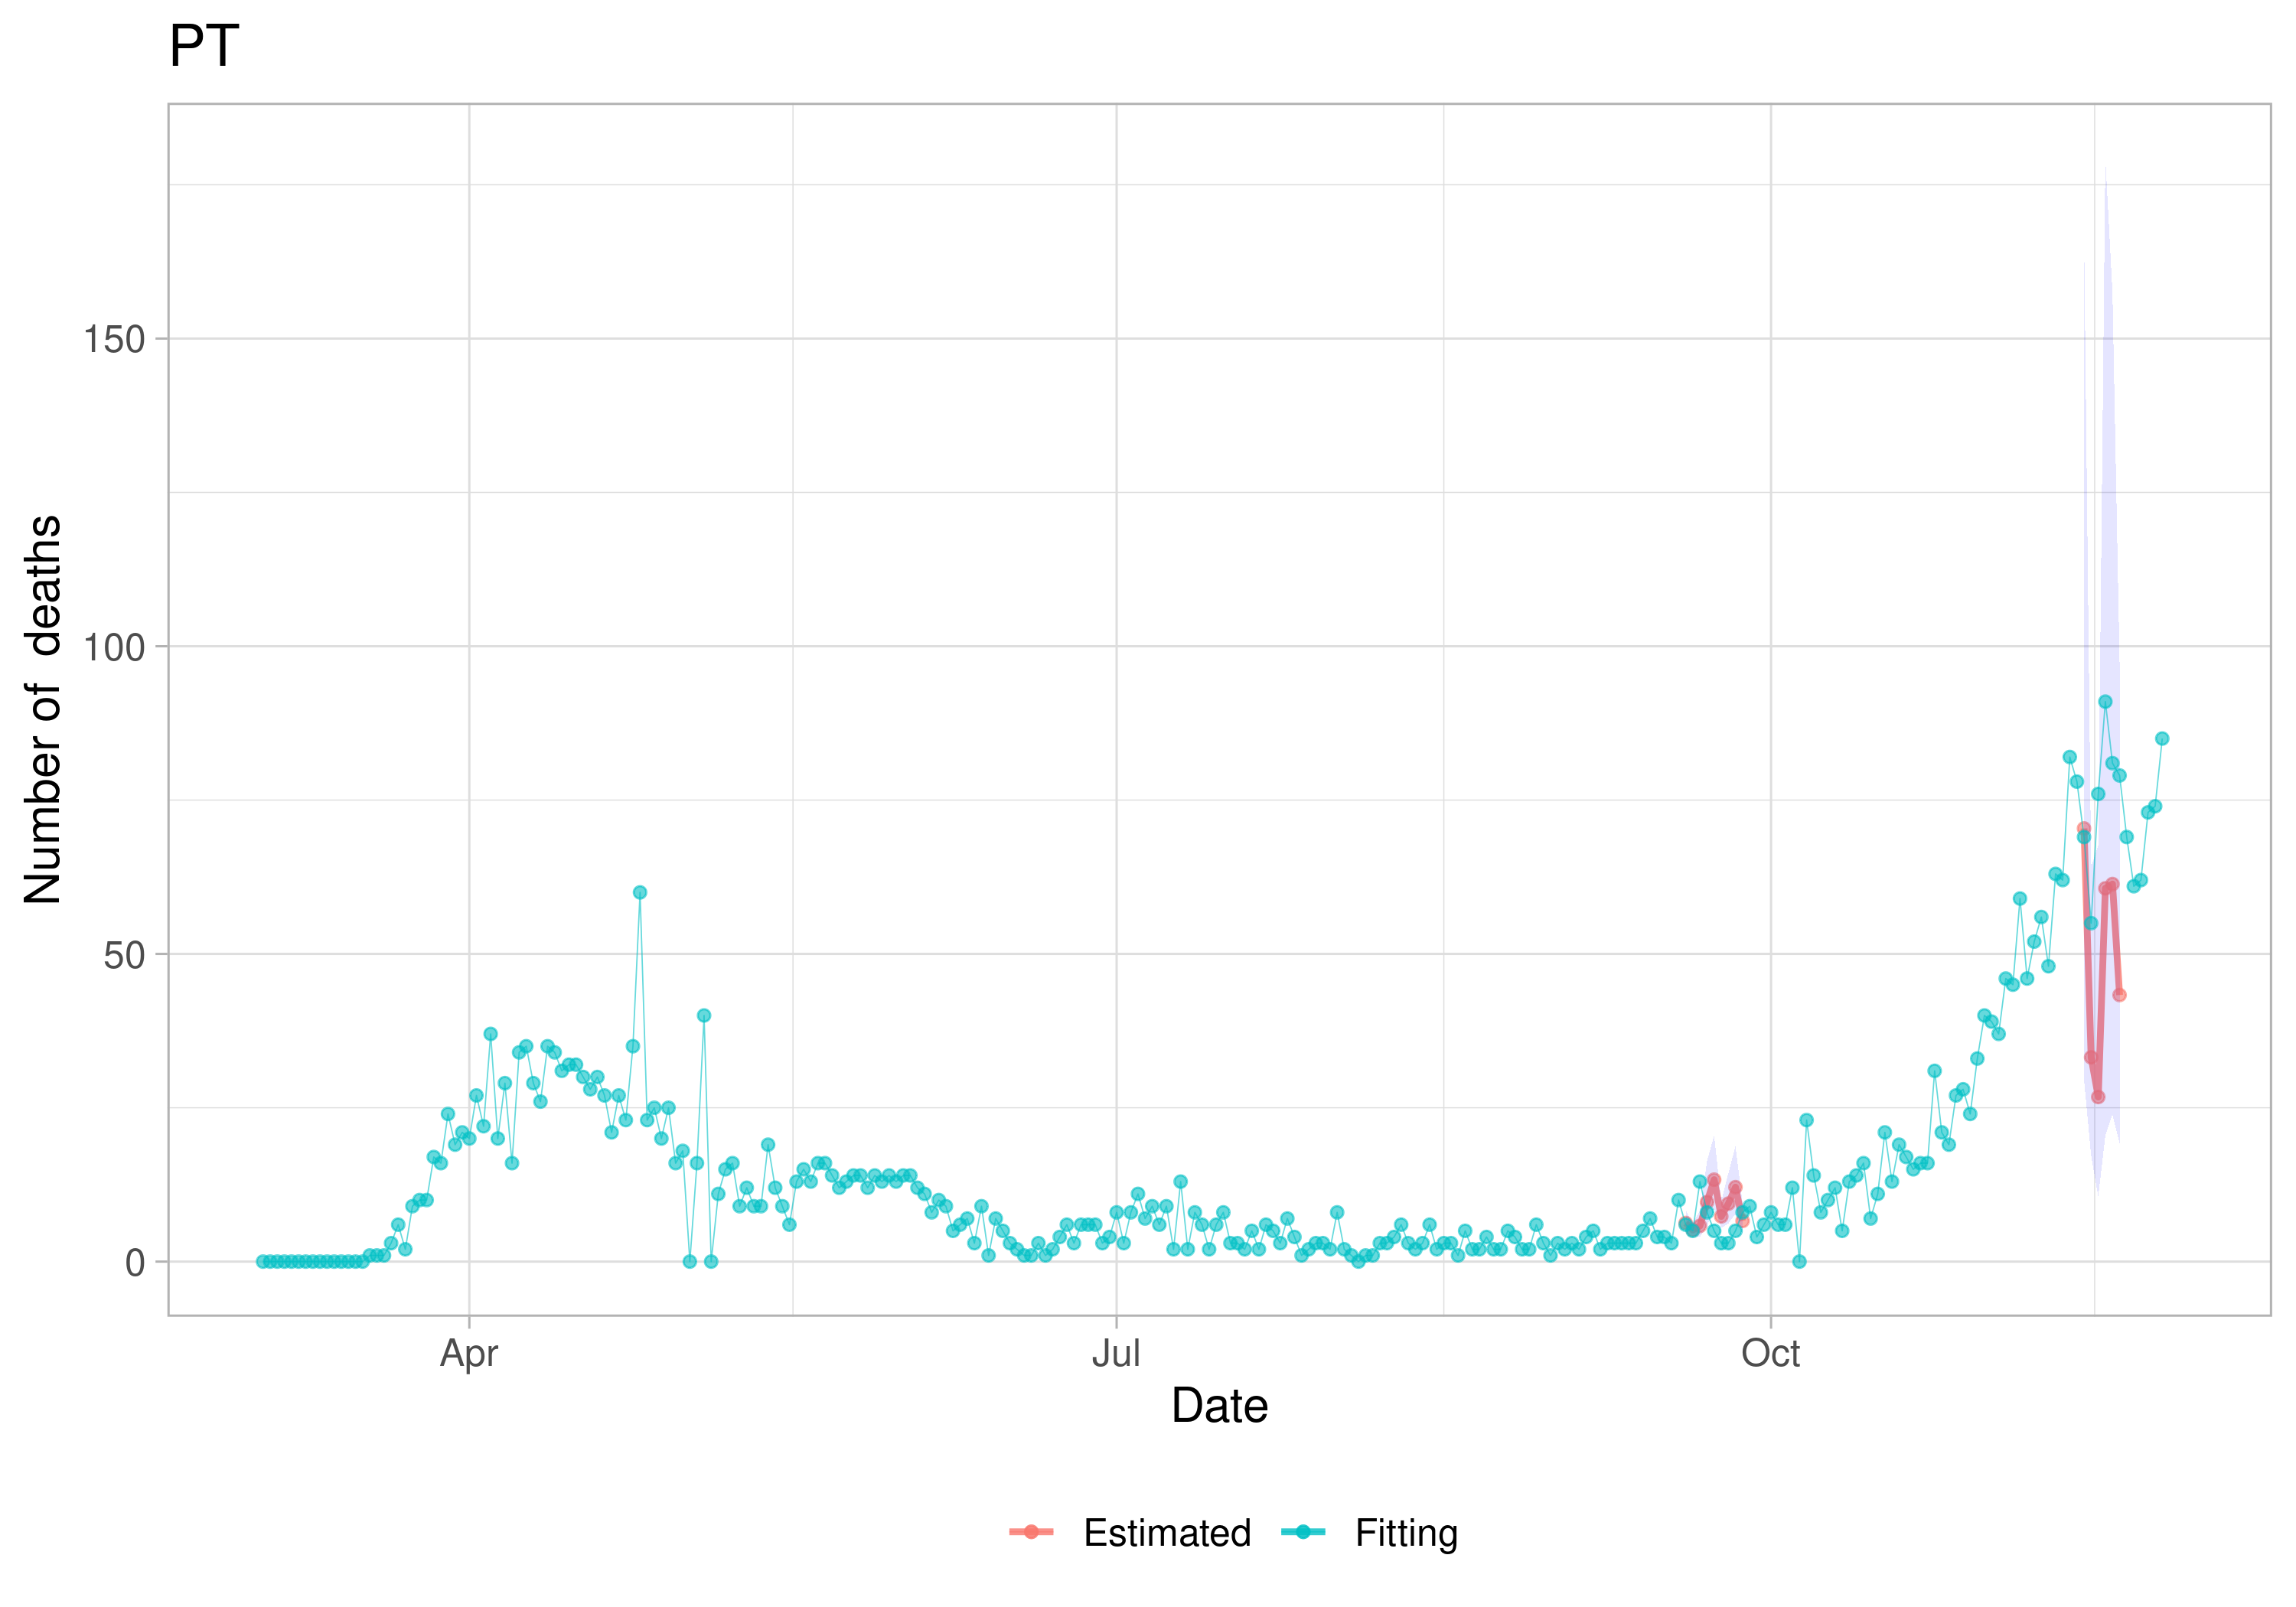 PT
Number of deaths
150
100
50
0
Apr
Jul
Oct
Date
Estimated
Fitting